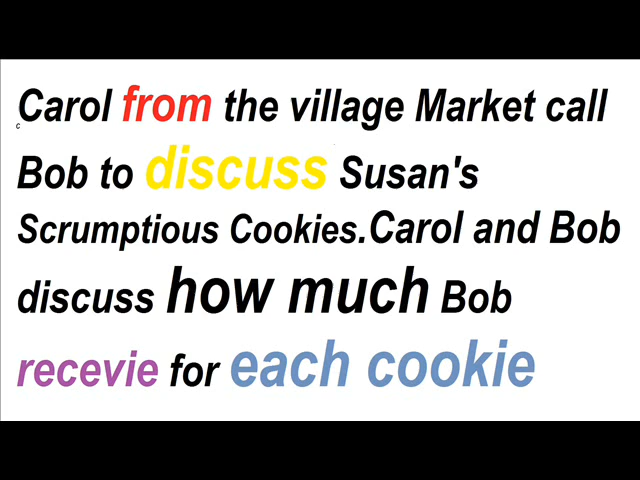 Carol from the village Market call
c
Bob to discuss Susan's
Scrumptious Cookies.Carol and Bob
discuss how much Bob
recevie for each cookie